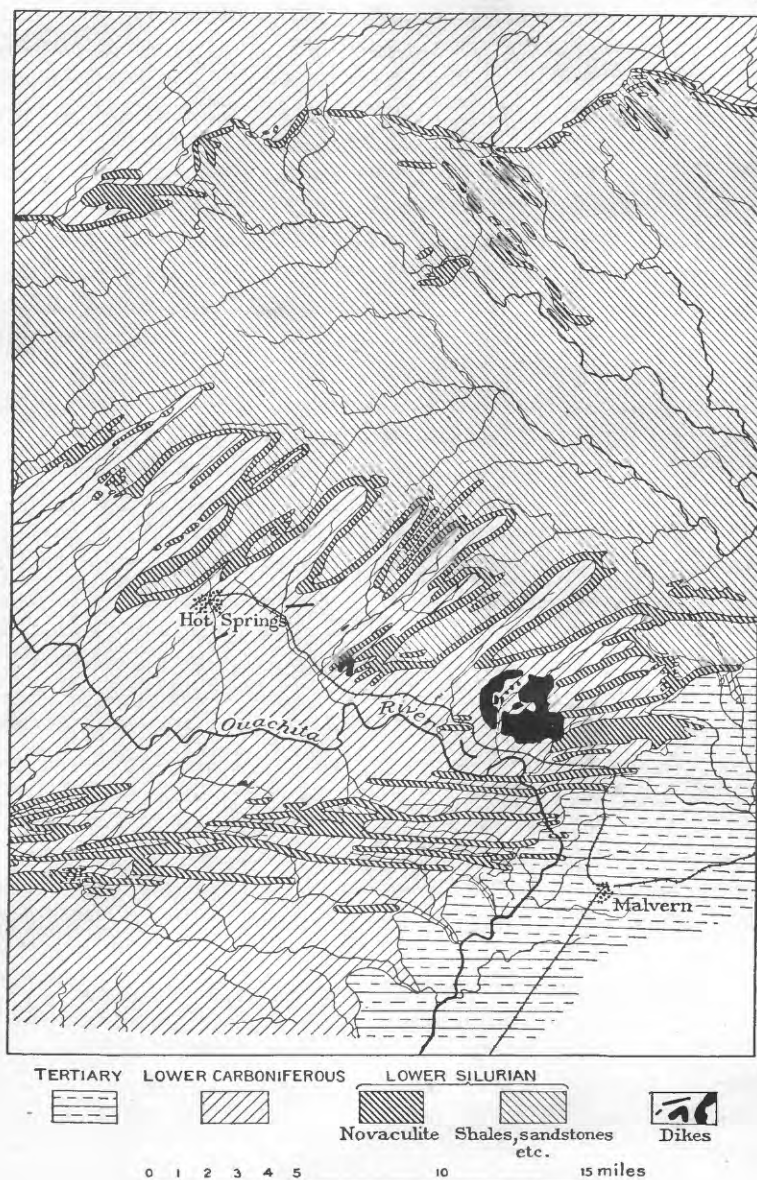 Hot Springs
Ouachita River
Malvern
TERTIARY LOWER CARBONIFEROUS LOWER SILURIAN
Novaculite Shales, sandstones etc. Dikes
0 1 2 3 4 5 10 15 miles